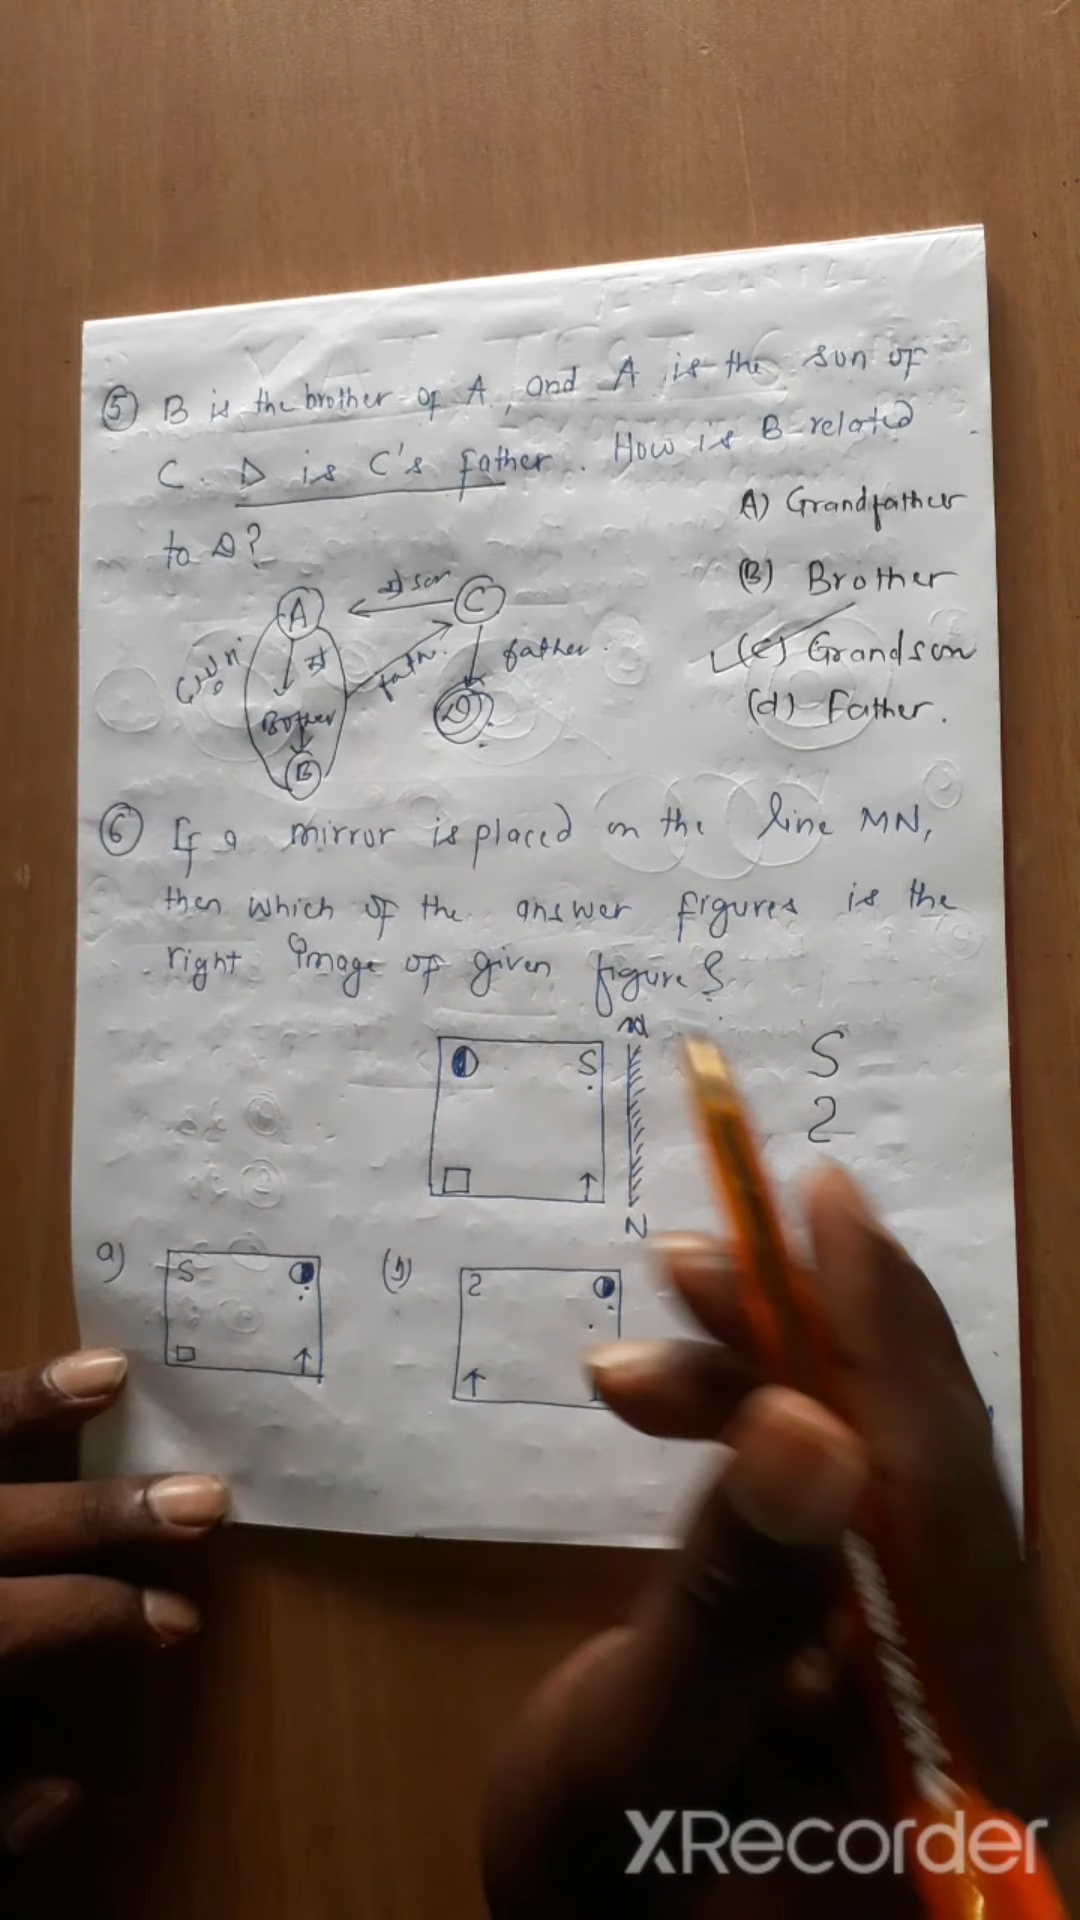 (5) B is the brother of A, and A is the son of
C. D is C's father. How is B related
to D?
A) Grandfather
(B) Brother
(c) Grandson
(d) Father.
A
son
C
father.
Brother
B
D
(6) If a mirror is placed on the line MN,
then which of the answer figures is the
right image of given figure?
S
N
S
2
a)
S
2
XRecorder